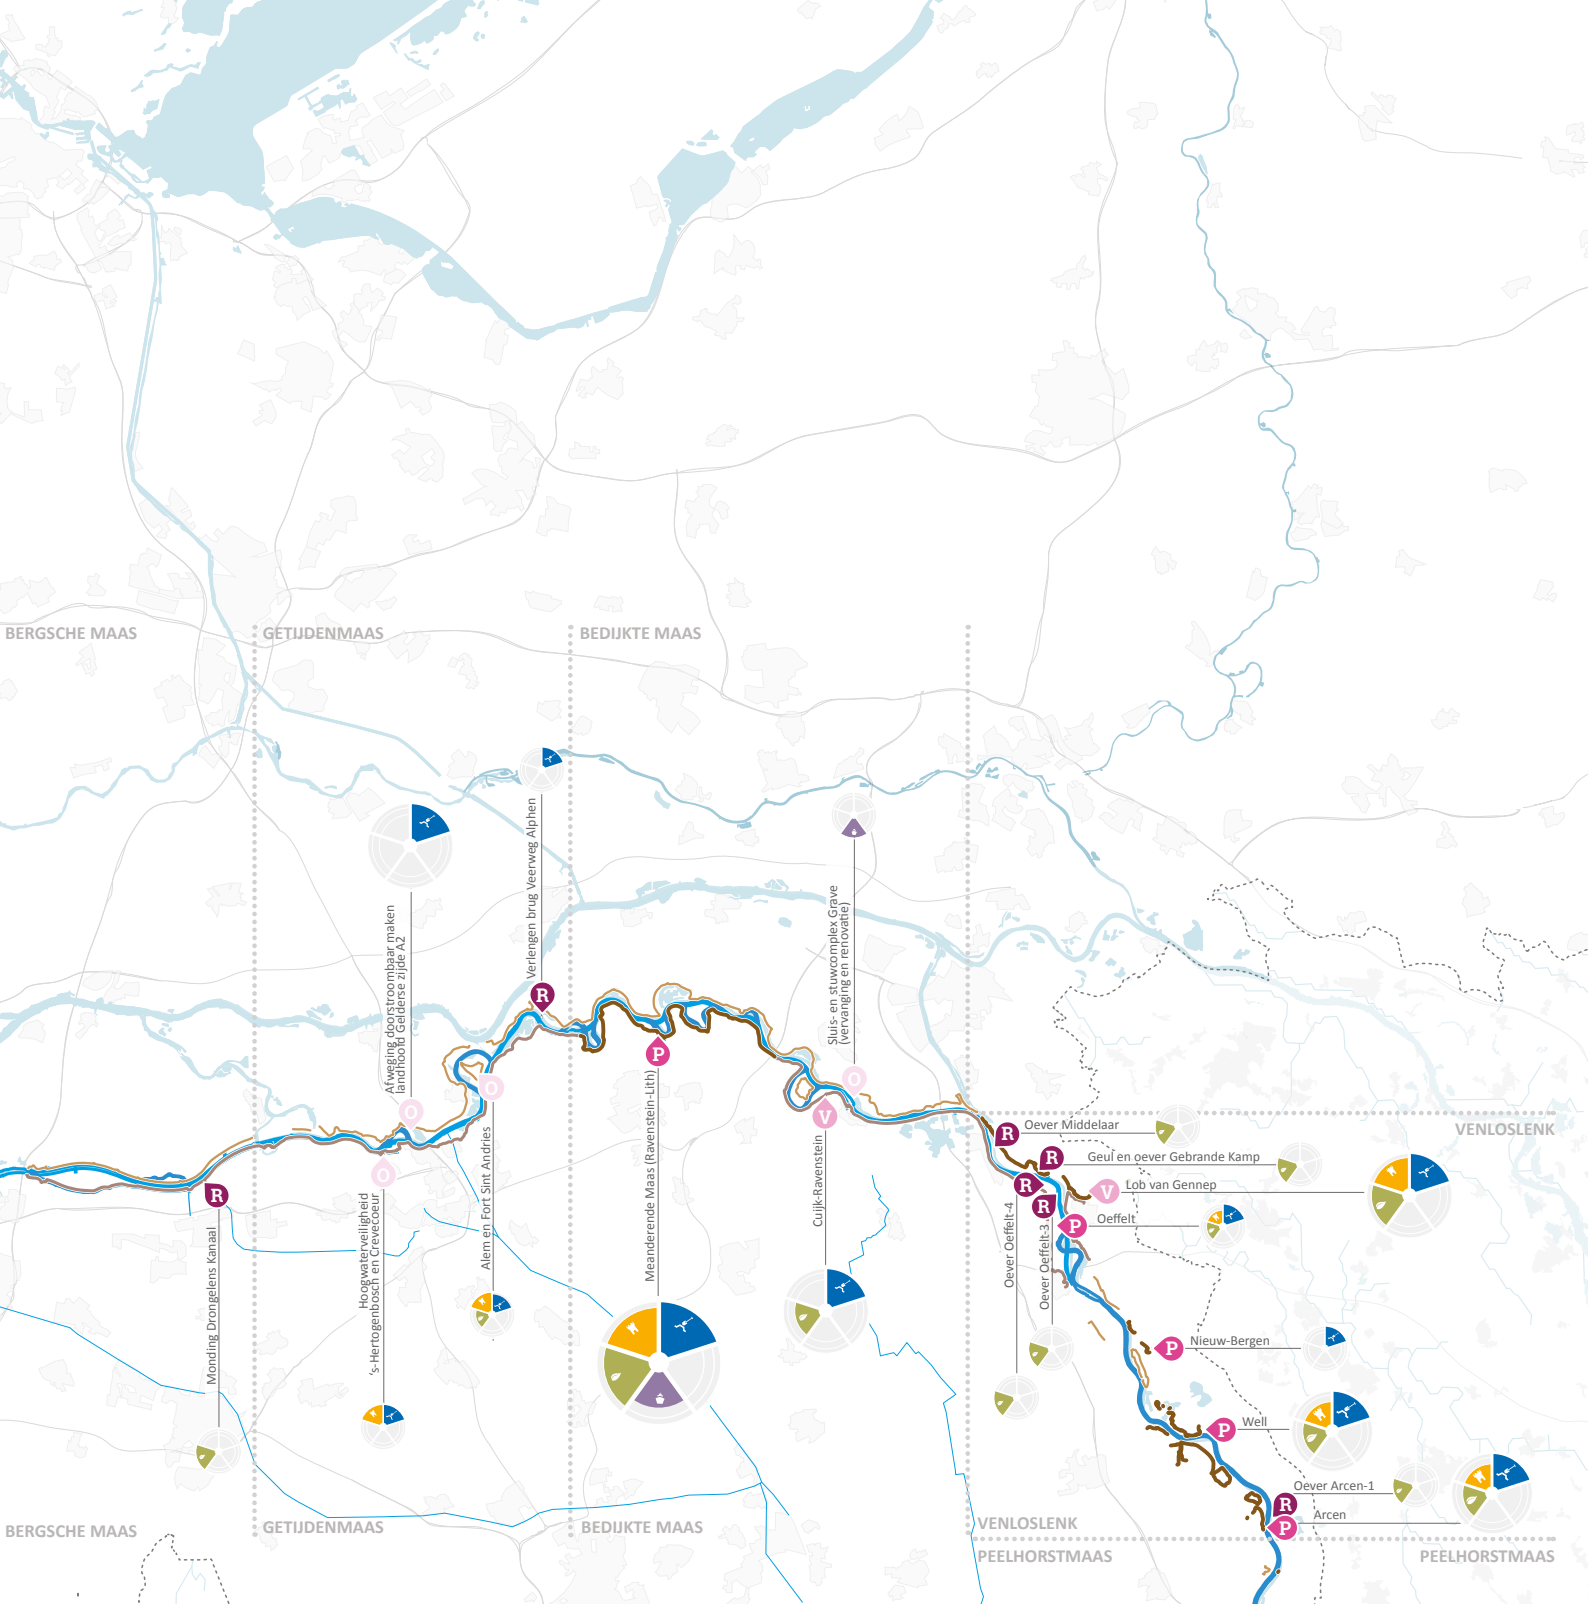 BERGSCHE MAAS
GETIJDENMAAS
BEDIJKTE MAAS
Afweging doorstroombaar maken
landhoofd Gelderse zijde A2
Verlengen brug Veerweg Alphen
Sluis- en stuwcomplex Grave
(vervanging en renovatie)
R
P
O
O
O
O
V
R
Monding Drongelens Kanaal
Hoogwaterveiligheid
's-Hertogenbosch en Crevecoeur
Alem en Fort Sint Andries
Meanderende Maas (Ravenstein-Lith)
Cuijk-Ravenstein
VENLOSLENK
R
Oever Middelaar
R
Geul en oever Gebrande Kamp
R
V
Lob van Gennep
R
P
Oeffelt
Oever Oeffelt-4
Oever Oeffelt-3
P
Nieuw-Bergen
P
Well
Oever Arcen-1
R
Arcen
P
BERGSCHE MAAS
GETIJDENMAAS
BEDIJKTE MAAS
VENLOSLENK
PEELHORSTMAAS
PEELHORSTMAAS